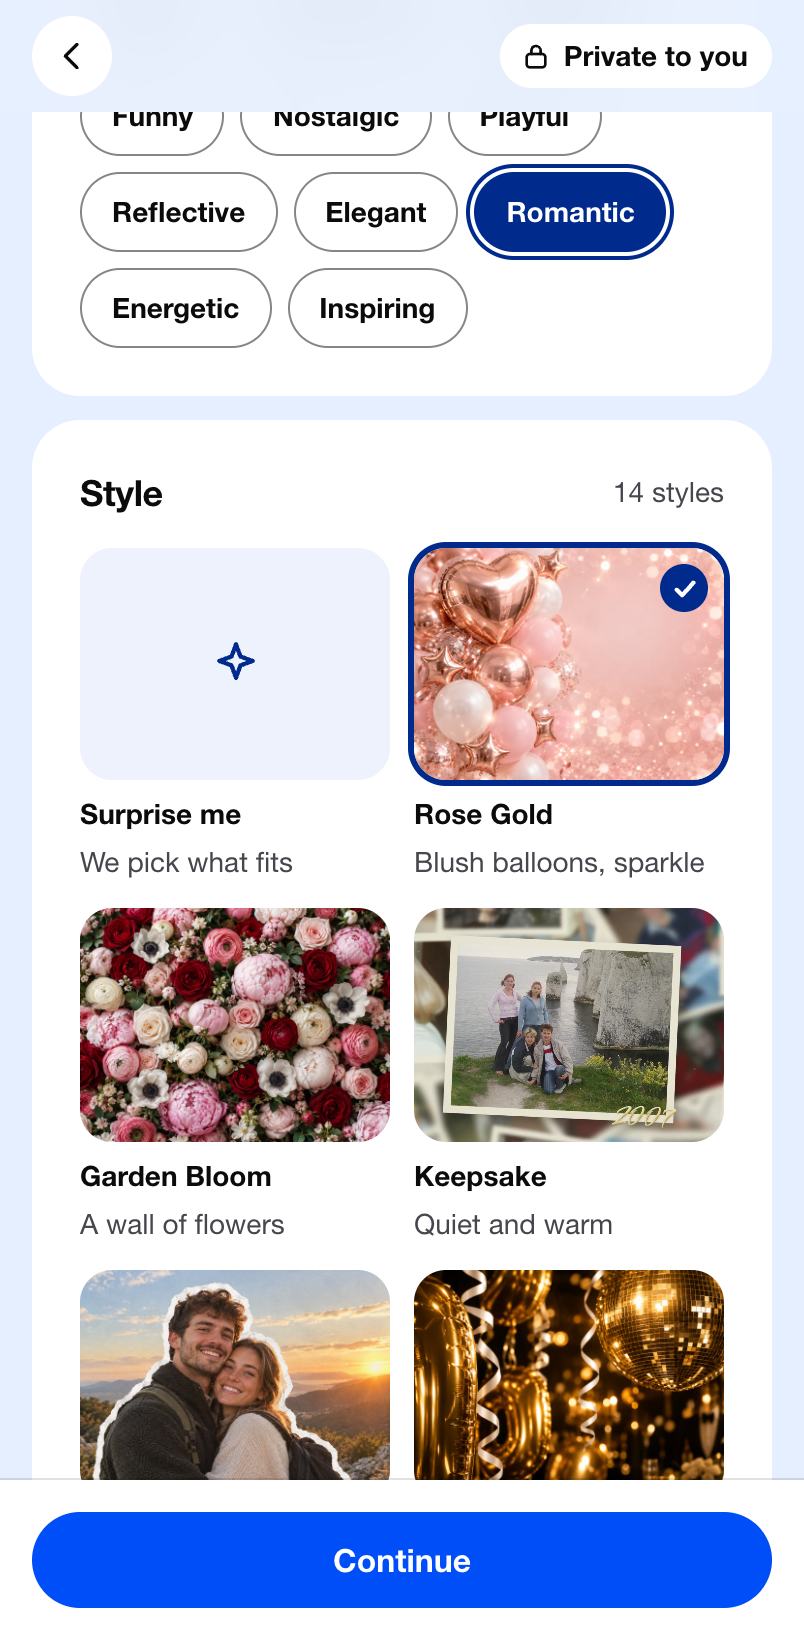 Private to you
Funny Nostalgic Playful
Reflective Elegant Romantic
Energetic Inspiring
Style 14 styles
Surprise me Rose Gold
We pick what fits Blush balloons, sparkle
2007
Garden Bloom Keepsake
A wall of flowers Quiet and warm
Continue